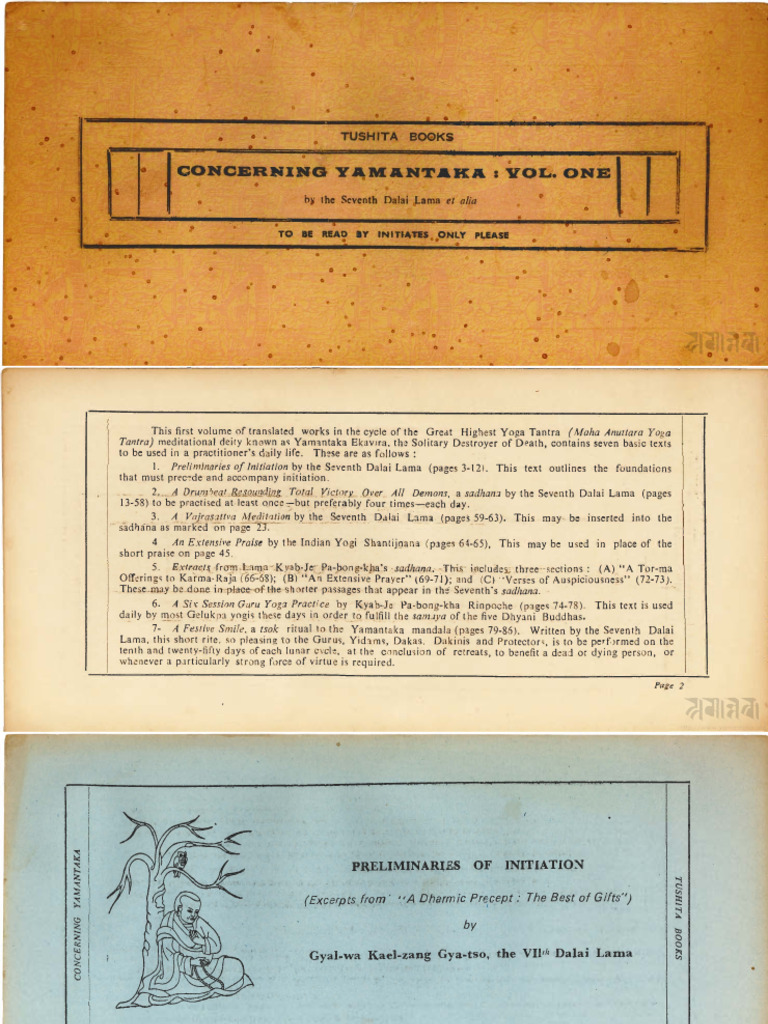 TUSHITA BOOKS
CONCERNING YAMANTAKA : VOL. ONE
by the Seventh Dalai Lama et alia
TO BE READ BY INITIATES ONLY PLEASE
This first volume of translated works in the cycle of the Great Highest Yoga Tantra (Maha Anuttara Yoga
Tantra) meditational deity known as Yamantaka Ekavira, the Solitary Destroyer of Death, contains seven basic texts
to be used in a practitioner's daily life. These are as follows :
1. Preliminaries of Initiation by the Seventh Dalai Lama (pages 3-12). This text outlines the foundations
that must precede and accompany initiation.
2. A Drumbeat Resounding Total Victory Over All Demons, a sadhana by the Seventh Dalai Lama (pages
13-58) to be practised at least once—but preferably four times—each day.
3. A Vajrasattva Meditation by the Seventh Dalai Lama (pages 59-63). This may be inserted into the
sadhana as marked on page 23.
4 An Extensive Praise by the Indian Yogi Shantijnana (pages 64-65), This may be used in place of the
short praise on page 45.
5. Extracts from Lama Kyab-Je Pa-bong-kha's sadhana. This includes three sections : (A) "A Tor-ma
Offerings to Karma-Raja (66-68); (B) "An Extensive Prayer" (69-71); and (C) "Verses of Auspiciousness" (72-73).
These may be done in place of the shorter passages that appear in the Seventh's sadhana.
6. A Six Session Guru Yoga Practice by Kyab-Je Pa-bong-kha Rinpoche (pages 74-78). This text is used
daily by most Gelukpa yogis these days in order to fulfill the samaya of the five Dhyani Buddhas.
7- A Festive Smile, a tsok ritual to the Yamantaka mandala (pages 79-86). Written by the Seventh Dalai
Lama, this short rite, so pleasing to the Gurus, Yidams, Dakas, Dakinis and Protectors, is to be performed on the
tenth and twenty-fifty days of each lunar cycle, at the conclusion of retreats, to benefit a dead or dying person, or
whenever a particularly strong force of virtue is required.
Page 2
CONCERNING YAMANTAKA
PRELIMINARIES OF INITIATION
(Excerpts from "A Dharmic Precept : The Best of Gifts")
by
Gyal-wa Kael-zang Gya-tso, the VIIth Dalai Lama
TUSHITA BOOKS